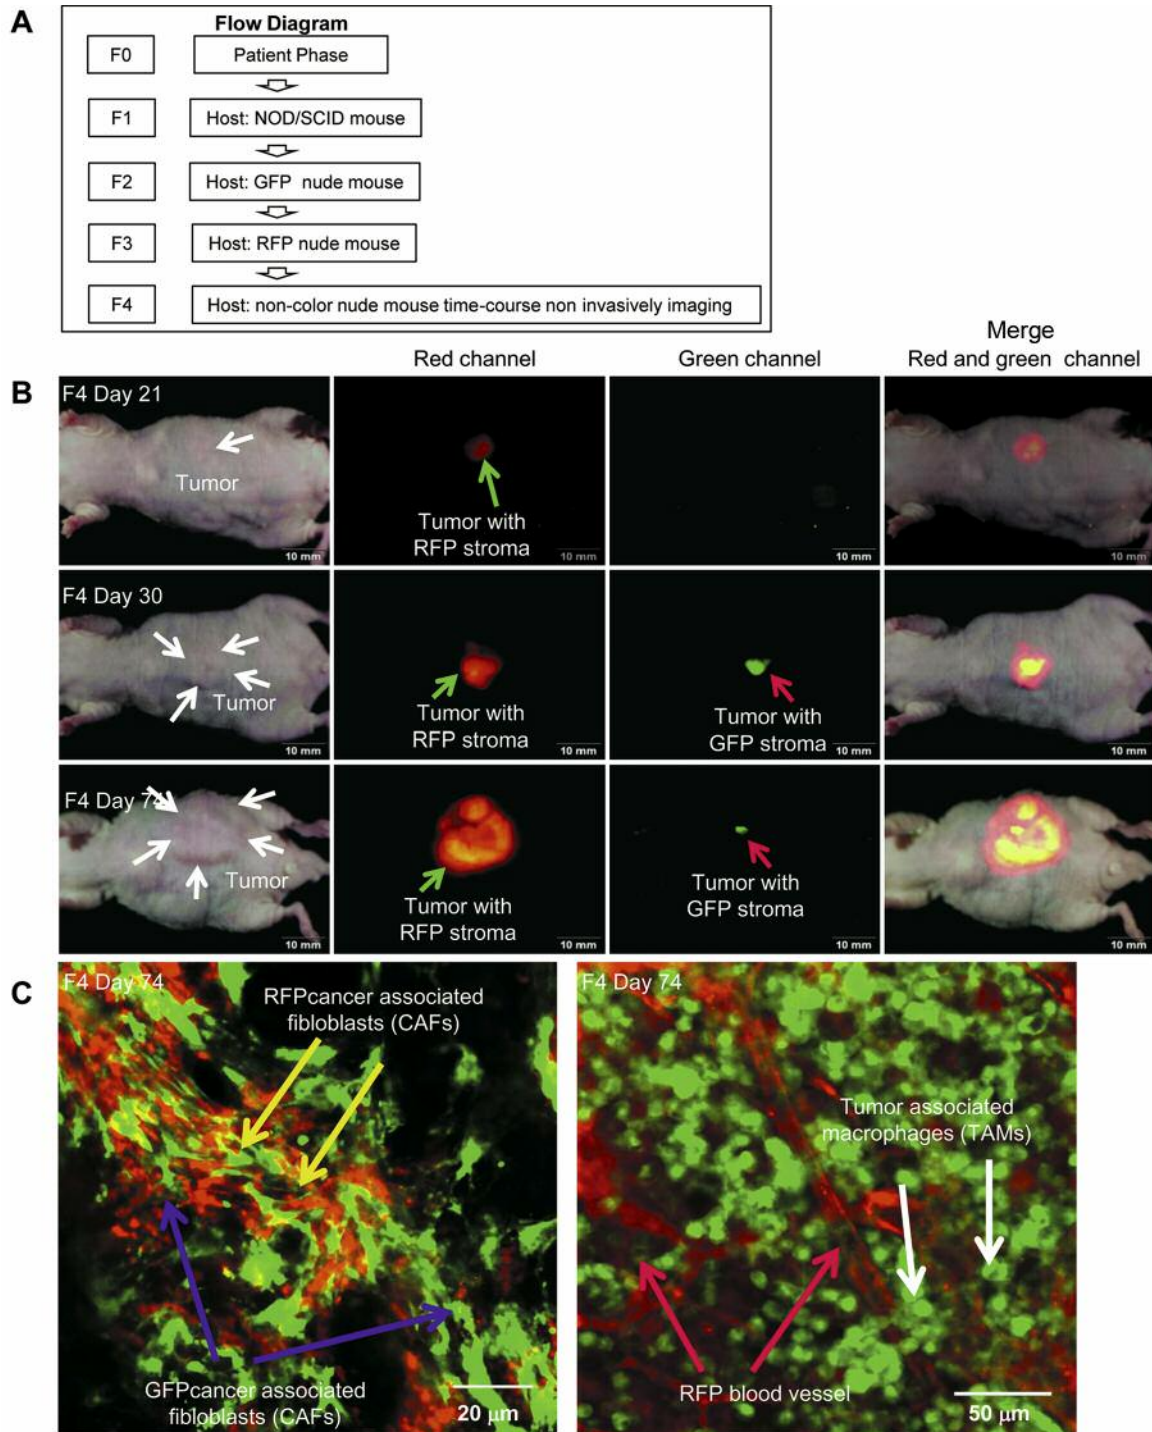 A
Flow Diagram
F0
Patient Phase
F1
Host: NOD/SCID mouse
F2
Host: GFP nude mouse
F3
Host: RFP nude mouse
F4
Host: non-color nude mouse time-course non invasively imaging
Merge
Red channel
Green channel
Red and green channel
B
F4 Day 21
Tumor
10 mm
Tumor with
RFP stroma
10 mm
10 mm
10 mm
F4 Day 30
Tumor
10 mm
Tumor with
RFP stroma
10 mm
Tumor with
GFP stroma
10 mm
10 mm
F4 Day 74
Tumor
10 mm
Tumor with
RFP stroma
10 mm
Tumor with
GFP stroma
10 mm
10 mm
C
F4 Day 74
RFPcancer associated
fibloblasts (CAFs)
GFPcancer associated
fibloblasts (CAFs)
20 µm
F4 Day 74
Tumor associated
macrophages (TAMs)
RFP blood vessel
50 µm